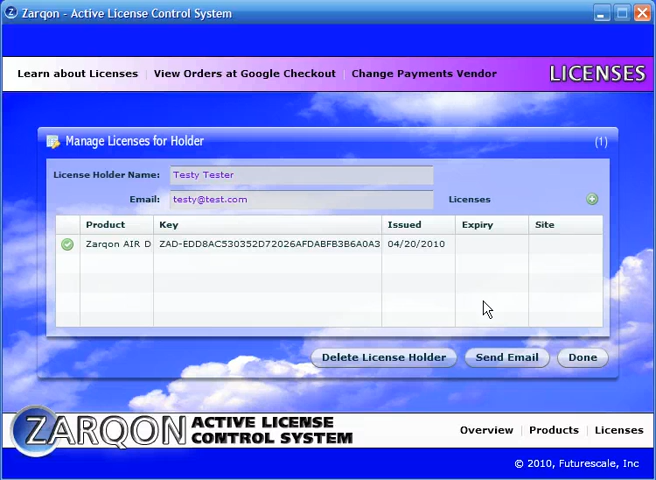 Zarqon - Active License Control System
Learn about Licenses | View Orders at Google Checkout | Change Payments Vendor LICENSES
Manage Licenses for Holder (1)
License Holder Name: Testy Tester
Email: testy@test.com Licenses
Product Key Issued Expiry Site
Zarqon AIR D ZAD-EDD8AC530352D72026AFDABFB3B6A0A3 04/20/2010
Delete License Holder Send Email Done
ZARQON ACTIVE LICENSE
CONTROL SYSTEM
Overview | Products | Licenses
© 2010, Futurescale, Inc